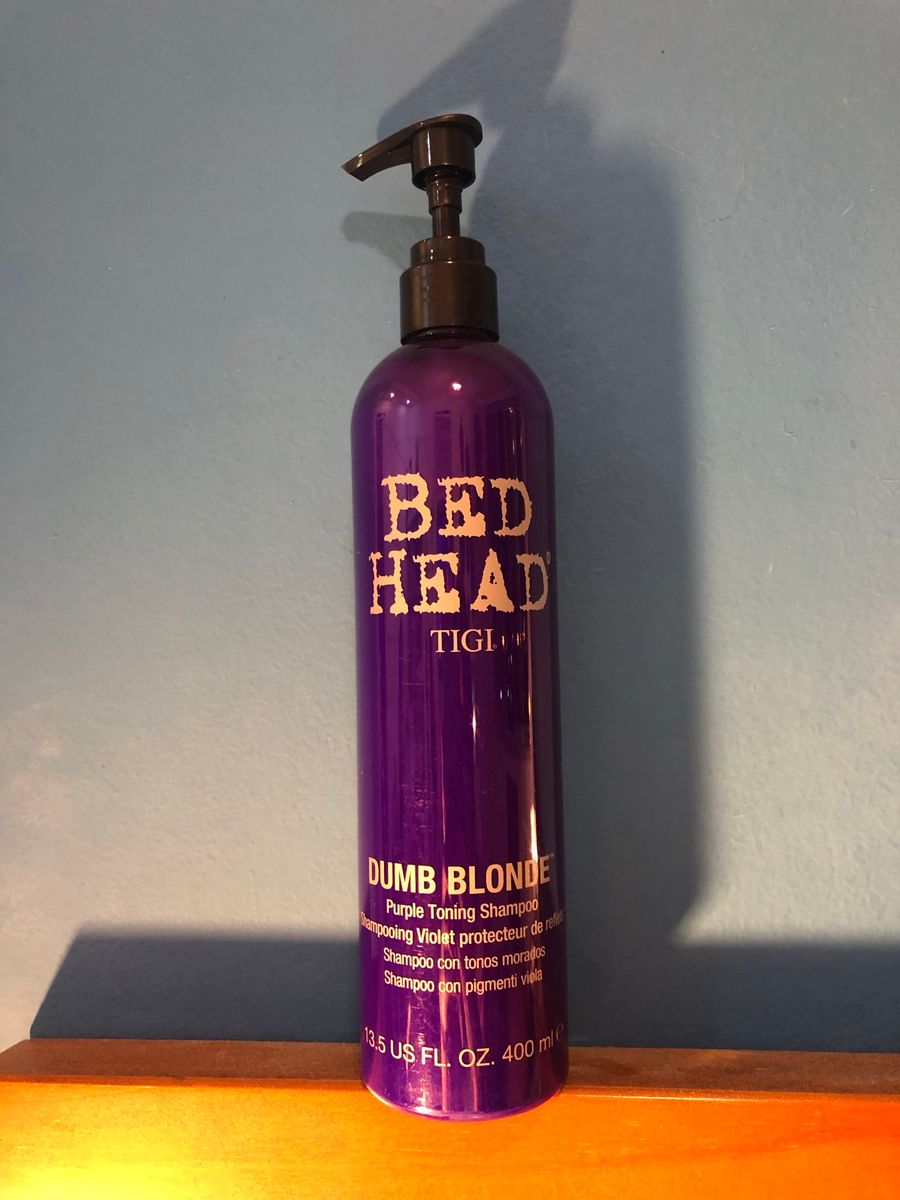 BED
HEAD®
TIGI
DUMB BLONDE™
Purple Toning Shampoo
Shampooing Violet protecteur de reflets
Shampoo con tonos morados
Shampoo con pigmenti viola
13.5 US FL. OZ. 400 ml ℮